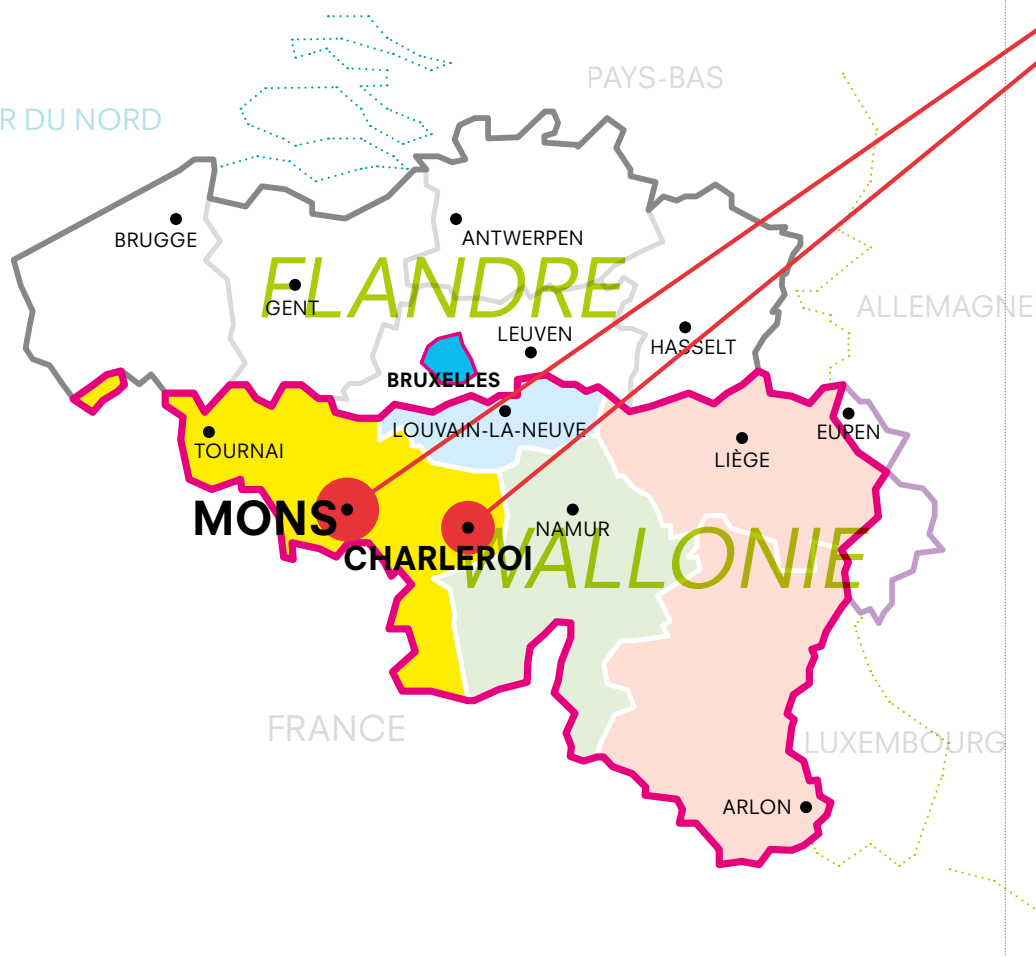 PAYS-BAS
R DU NORD
BRUGGE
ANTWERPEN
FLANDRE
GENT
ALLEMAGNE
LEUVEN
HASSELT
BRUXELLES
LOUVAIN-LA-NEUVE
EUPEN
TOURNAI
LIÈGE
MONS
NAMUR
CHARLEROI
WALLONIE
FRANCE
LUXEMBOURG
ARLON